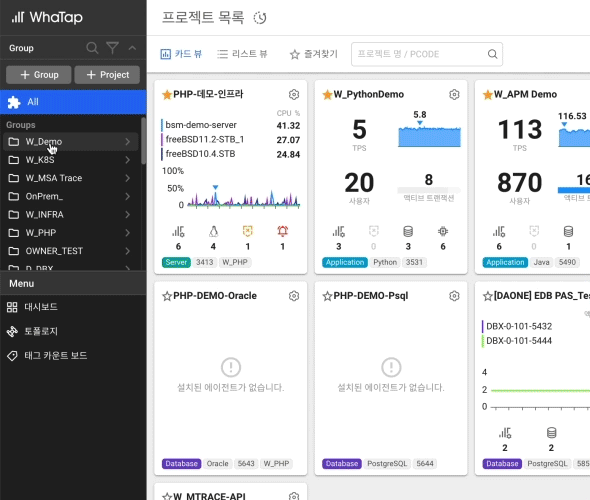 WhaTap
Group
+ Group
+ Project
All
Groups
W_Demo
W_K8S
W_MSA Trace
OnPrem_
W_INFRA
W_PHP
OWNER_TEST
D_DBX
Menu
대시보드
토폴로지
태그 카운트 보드
프로젝트 목록
카드 뷰
리스트 뷰
즐겨찾기
프로젝트 명 / PCODE
PHP-데모-인프라
CPU %
bsm-demo-server 41.32
freeBSD11.2-STB_1 27.07
freeBSD10.4.STB 24.84
100%
50%
0
6 4 1 1
Server 3413 W_PHP
W_PythonDemo
5
TPS
5.8
20
사용자
8
액티브 트랜잭션
3 0 3 6
Application Python 3531
W_APM Demo
113
TPS
116.53
870
사용자
16
액티브 트
6 0 1
Application Java 5490
PHP-DEMO-Oracle
설치된 에이전트가 없습니다.
Database Oracle 5643 W_PHP
PHP-DEMO-Psql
설치된 에이전트가 없습니다.
Database PostgreSQL 5644
[DAONE] EDB PAS_Tes
DBX-0-101-5432
DBX-0-101-5444
4
2
0
2 2
Database PostgreSQL 585
W_MTRACE-API